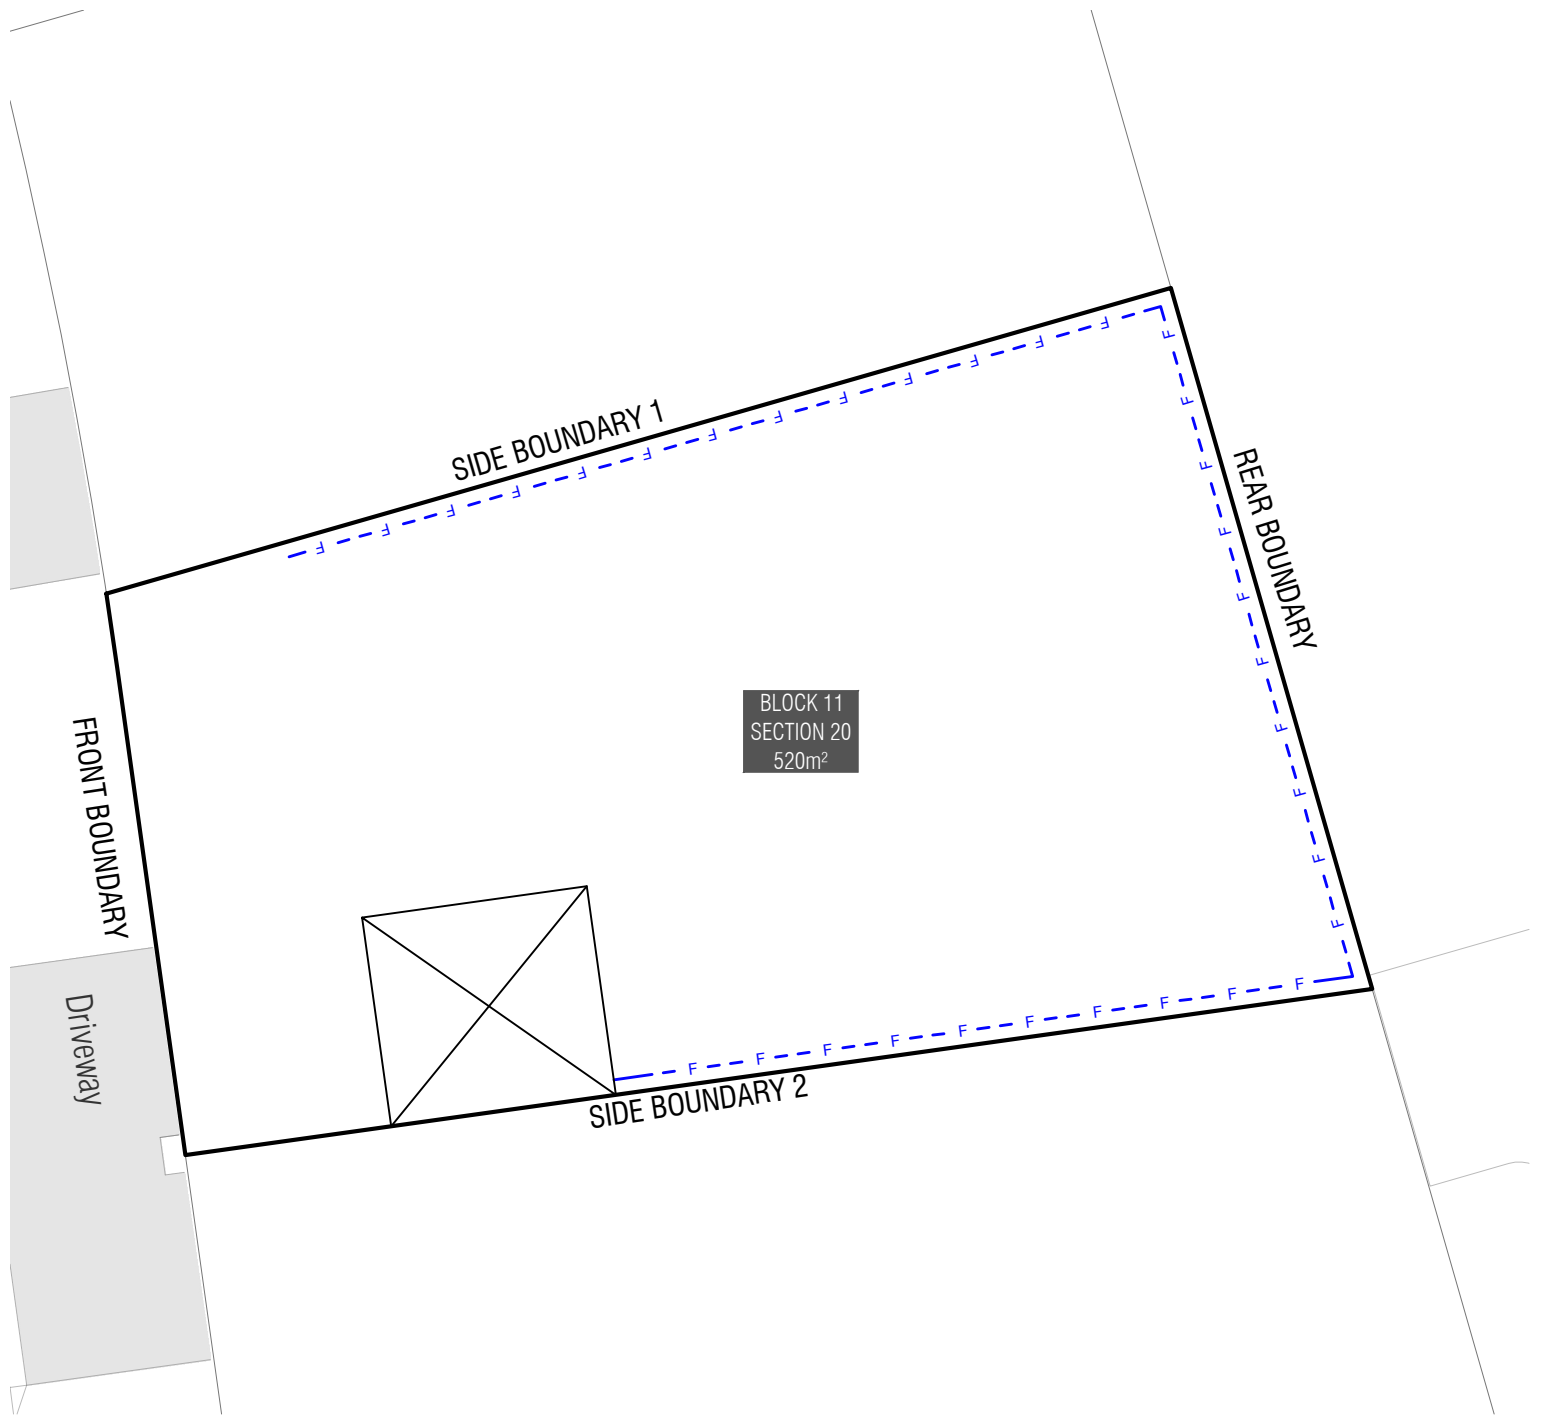 SIDE BOUNDARY 1
REAR BOUNDARY
BLOCK 11
SECTION 20
520m²
FRONT BOUNDARY
Driveway
SIDE BOUNDARY 2
F F F F F F F F F F F F F
F F F F F F F F F F
F F F F F F F F F F